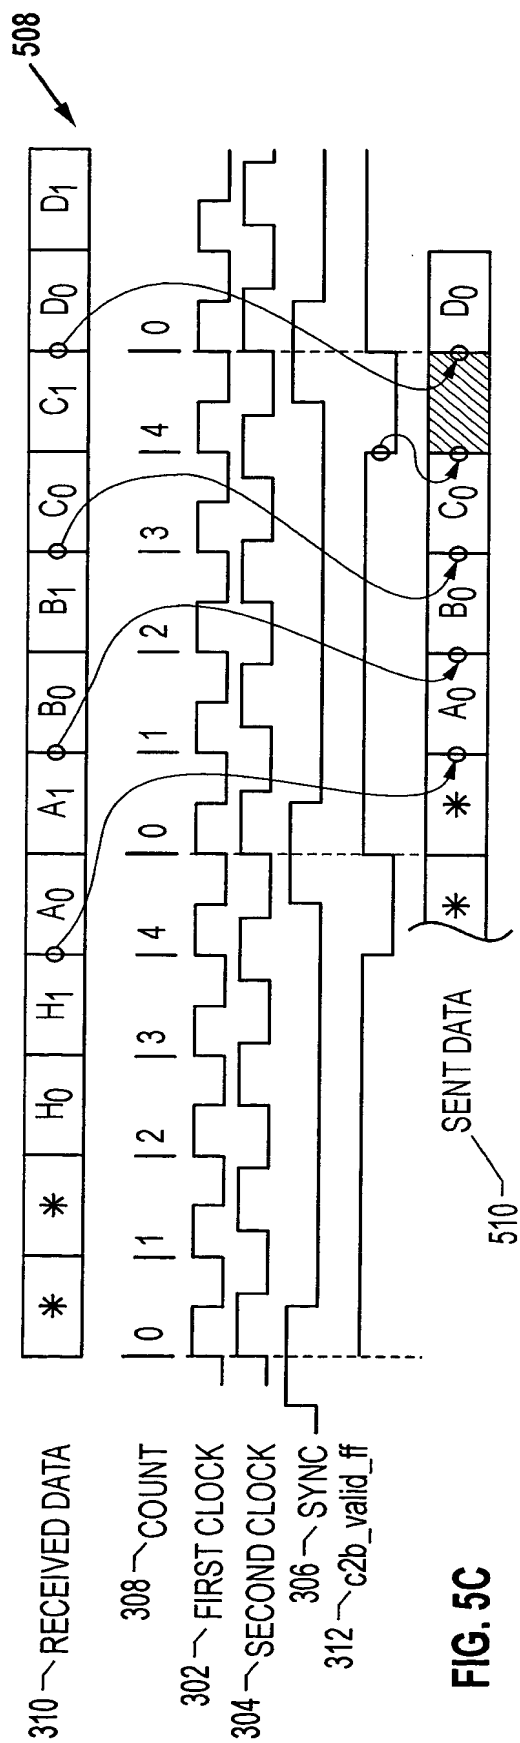 508
310 RECEIVED DATA * * H0 H1 A0 A1 B0 B1 C0 C1 D0 D1
308 COUNT 0 1 2 3 4 0 1 2 3 4 0
302 FIRST CLOCK
304 SECOND CLOCK
306 SYNC
312 c2b_valid_ff
510 SENT DATA * * A0 B0 C0 D0
FIG. 5C